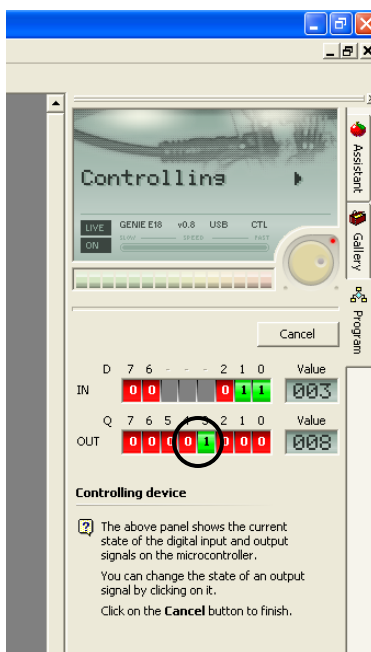 Controlling
LIVE GENIE E18 v0.8 USB CTL
ON SLOW SPEED FAST
Assistant
Gallery
Program
Cancel
D 7 6 - - - 2 1 0 Value
IN 0 0 0 1 1 003
Q 7 6 5 4 3 2 1 0 Value
OUT 0 0 0 0 1 0 0 0 008
Controlling device
The above panel shows the current
state of the digital input and output
signals on the microcontroller.
You can change the state of an output
signal by clicking on it.
Click on the Cancel button to finish.